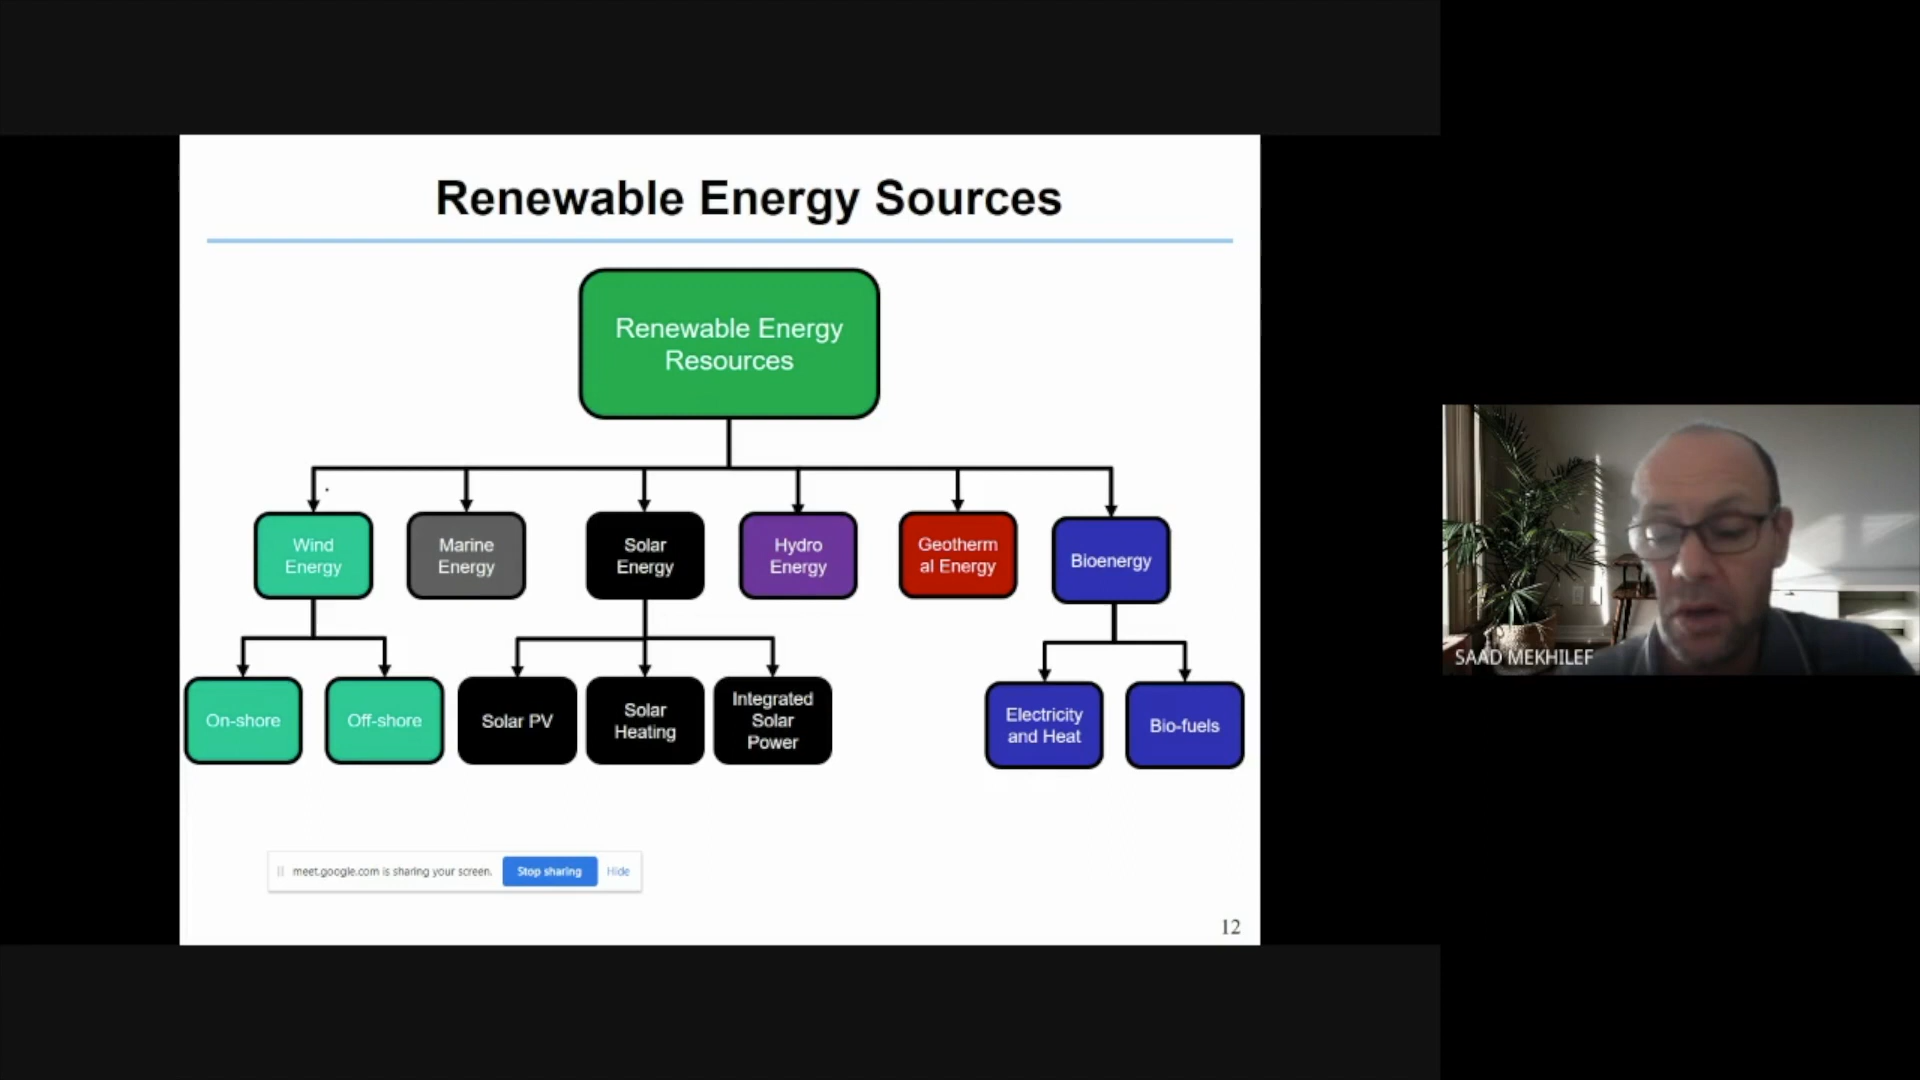 Renewable Energy Sources
Renewable Energy
Resources
Wind
Energy
Marine
Energy
Solar
Energy
Hydro
Energy
Geotherm
al Energy
Bioenergy
On-shore
Off-shore
Solar PV
Solar
Heating
Integrated
Solar
Power
Electricity
and Heat
Bio-fuels
meet.google.com is sharing your screen.
Stop sharing
Hide
12
SAAD MEKHILEF